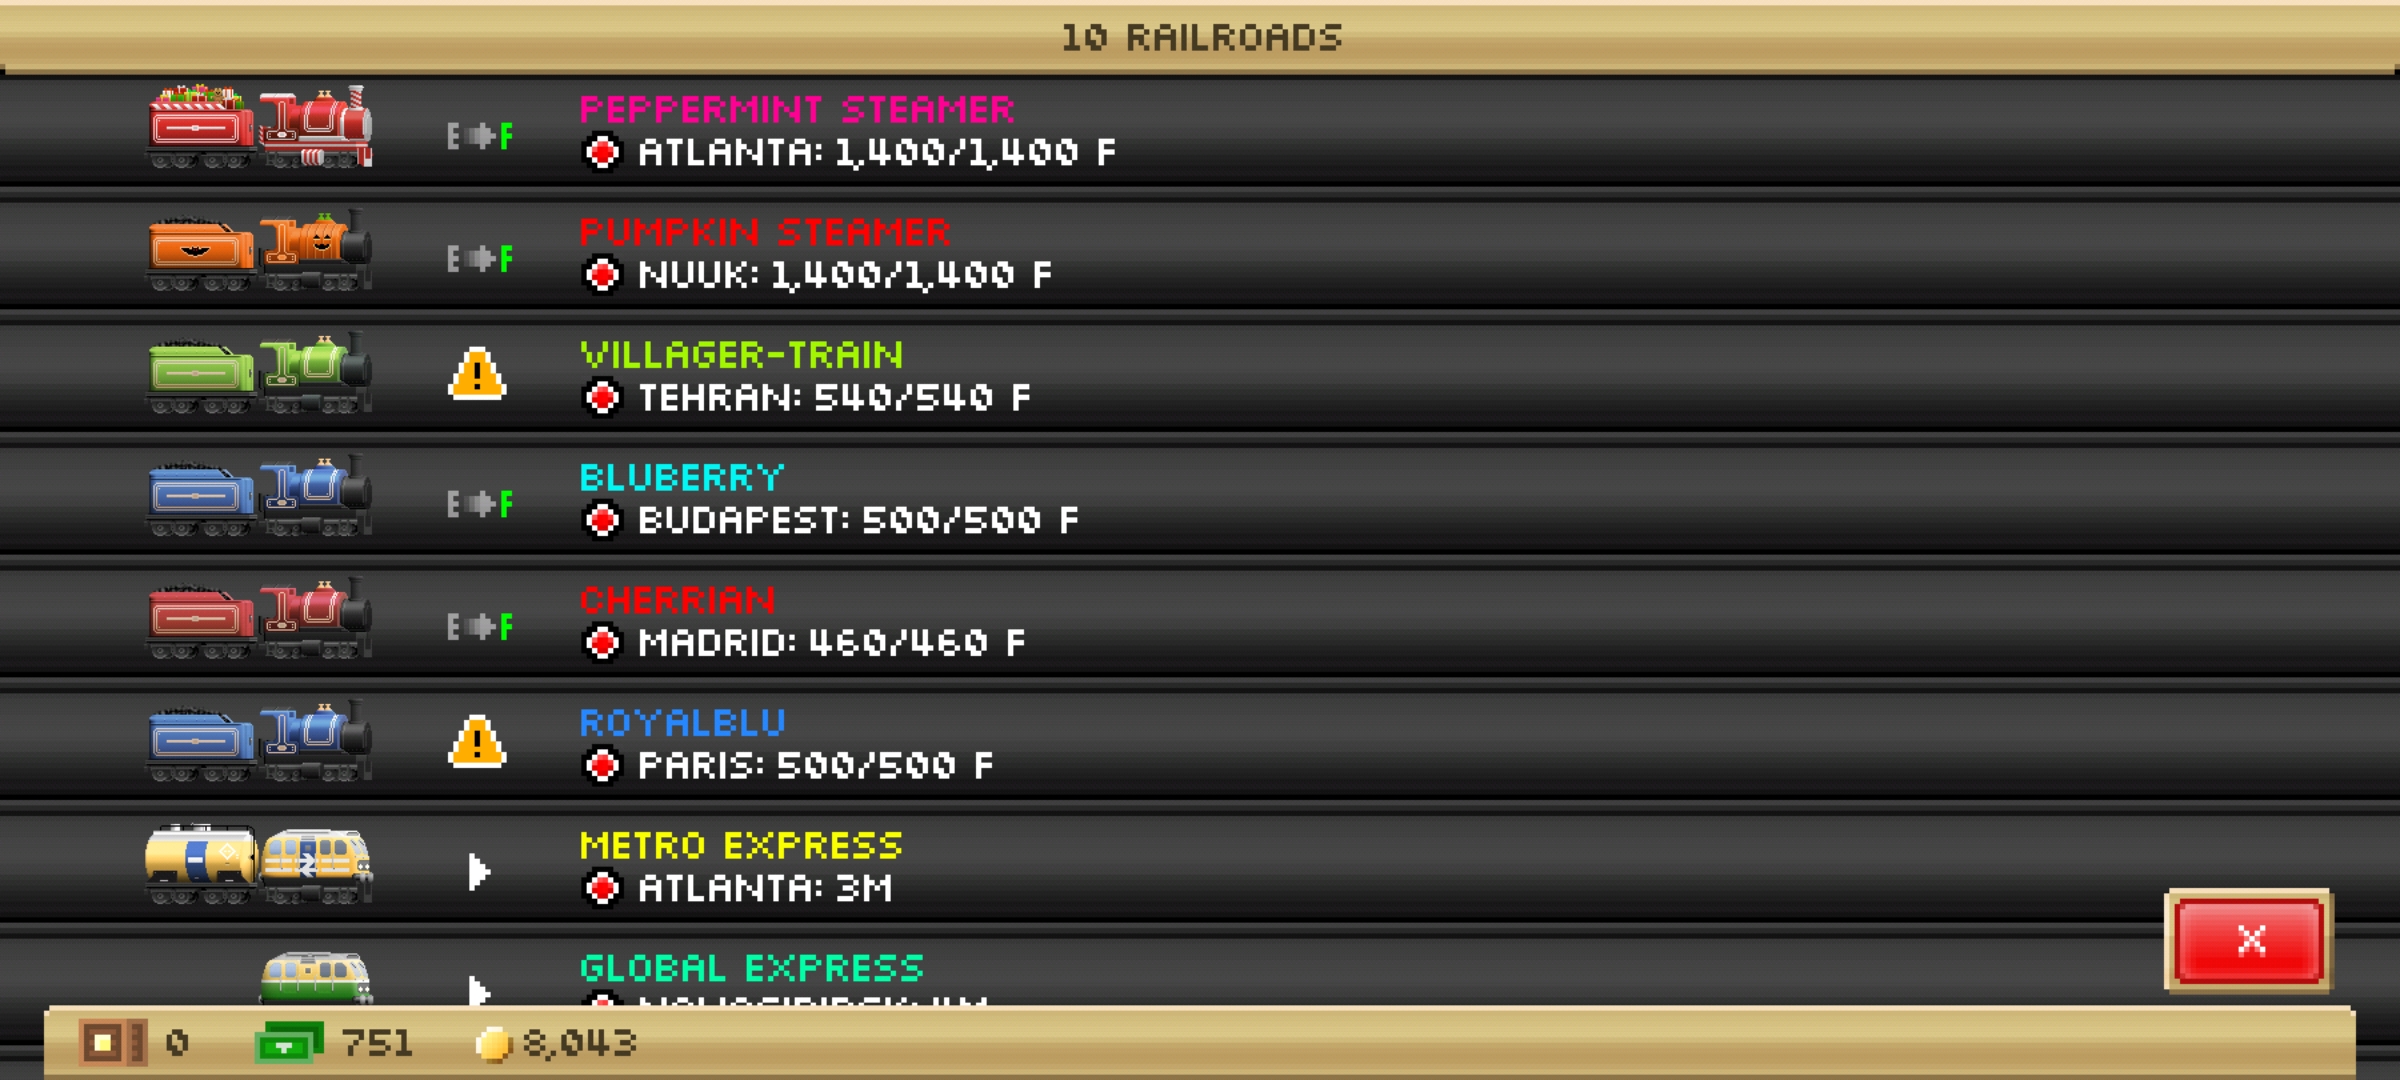 10 RAILROADS
PEPPERMINT STEAMER
E F
ATLANTA: 1,400/1,400 F
PUMPKIN STEAMER
E F
NUUK: 1,400/1,400 F
VILLAGER-TRAIN
!
TEHRAN: 540/540 F
BLUBERRY
E F
BUDAPEST: 500/500 F
CHERRIAN
E F
MADRID: 460/460 F
ROYALBLU
!
PARIS: 500/500 F
METRO EXPRESS
ATLANTA: 3M
GLOBAL EXPRESS
X
0 751 8,043